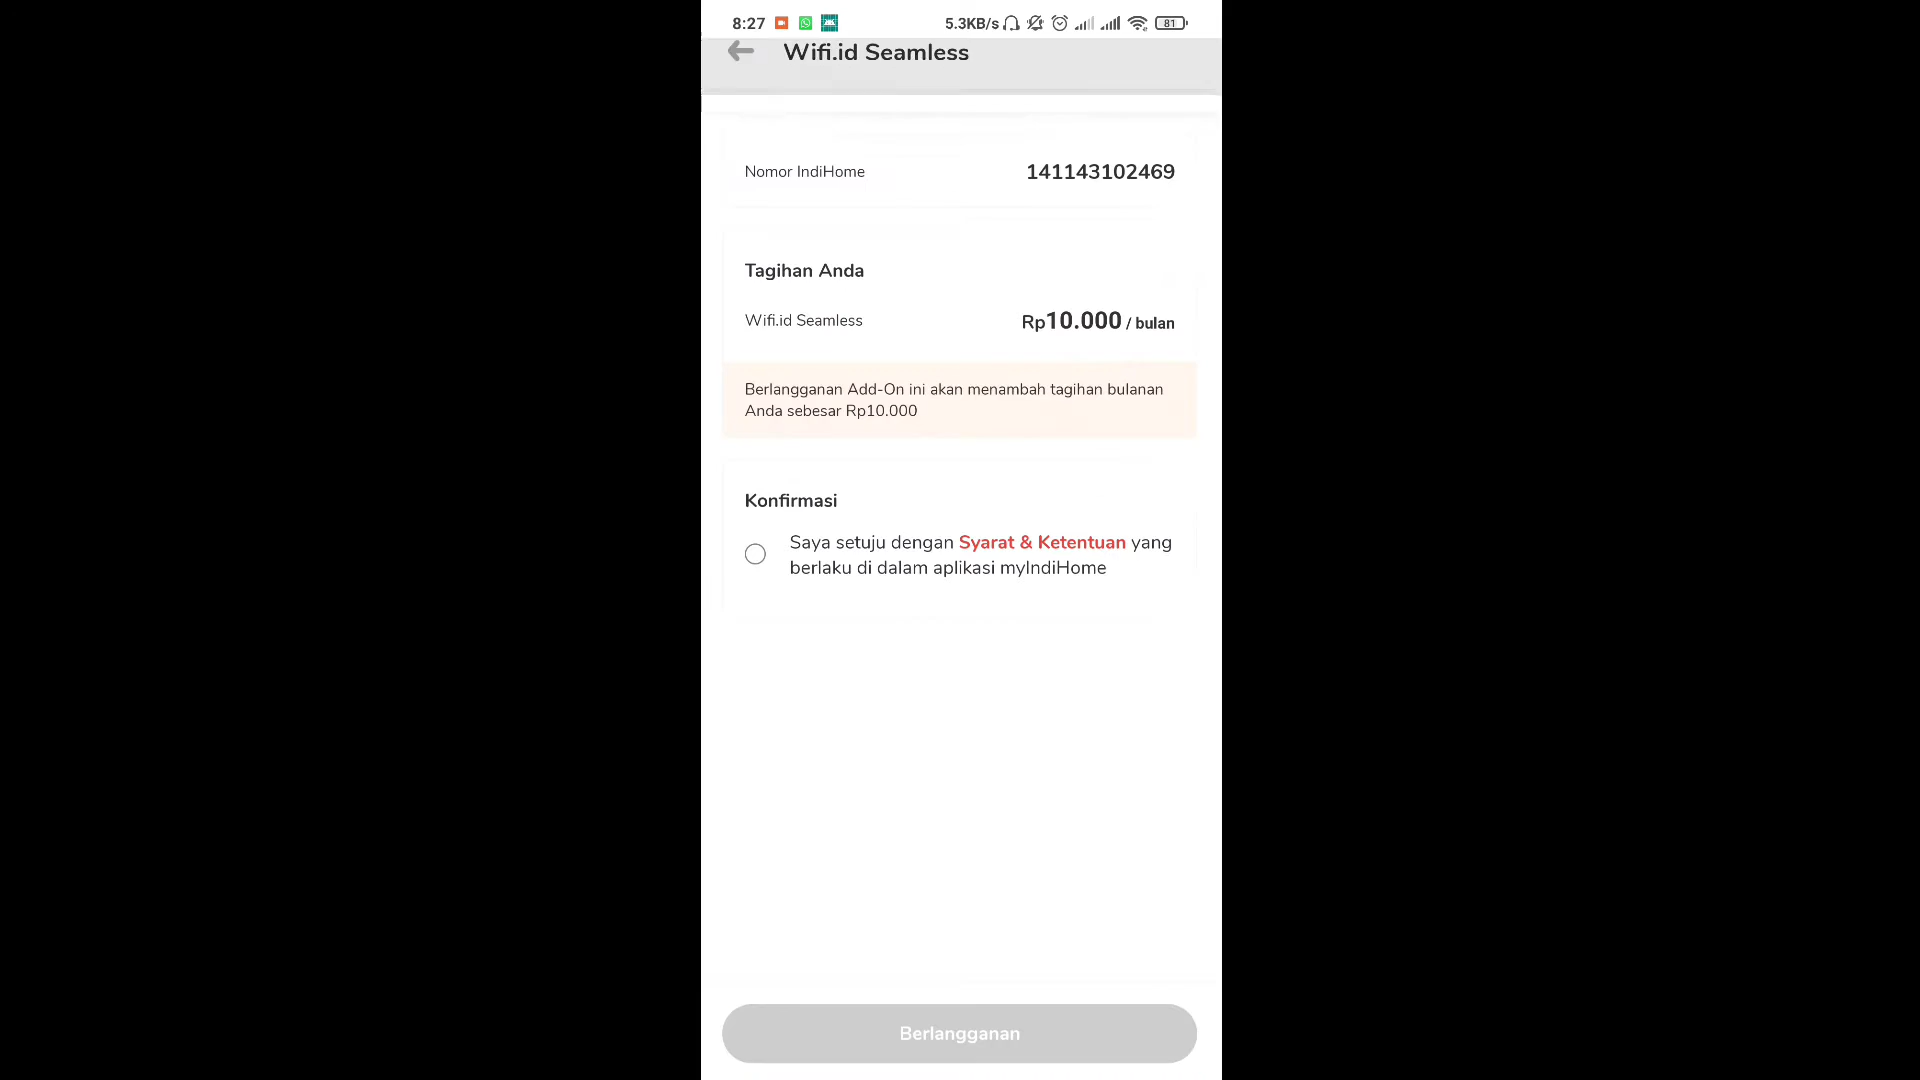 8:27 5.3KB/s 81
Wifi.id Seamless
Nomor IndiHome 141143102469
Tagihan Anda
Wifi.id Seamless Rp10.000 / bulan
Berlangganan Add-On ini akan menambah tagihan bulanan
Anda sebesar Rp10.000
Konfirmasi
Saya setuju dengan Syarat & Ketentuan yang
berlaku di dalam aplikasi myIndiHome
Berlangganan